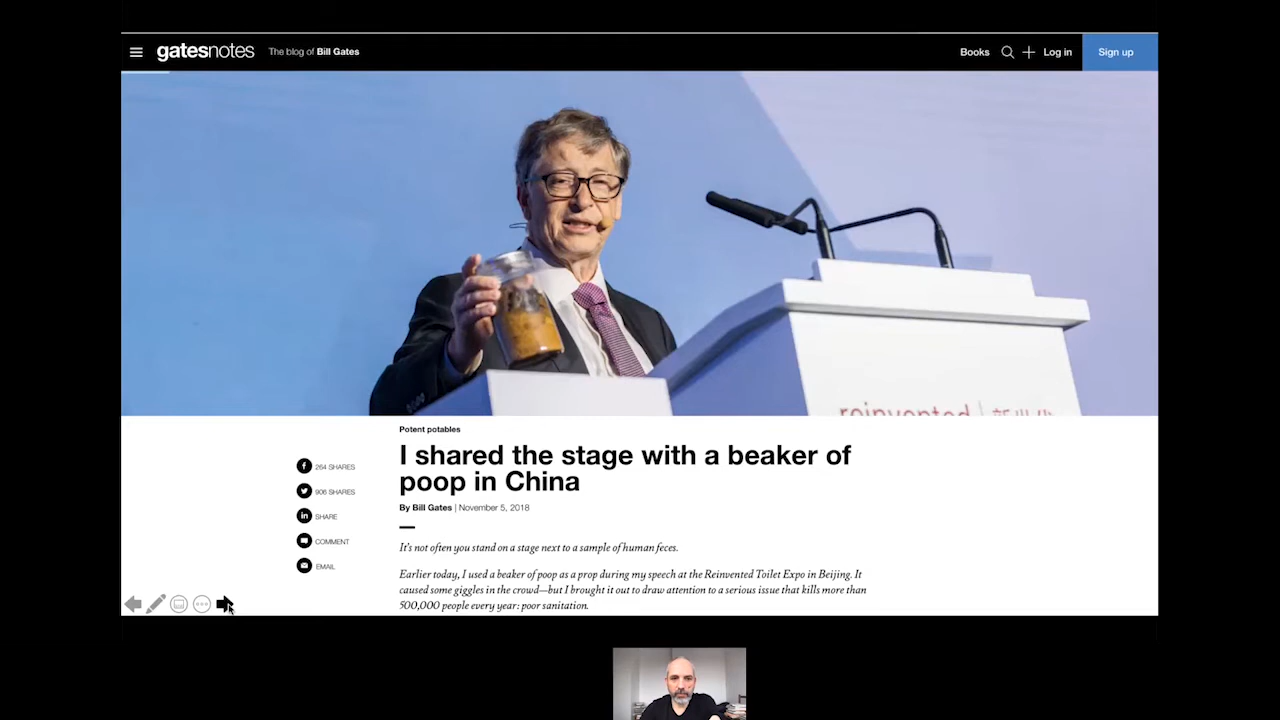 gatesnotes The blog of Bill Gates Books Log in Sign up
reinvented
Potent potables
I shared the stage with a beaker of
poop in China
By Bill Gates | November 5, 2018
264 SHARES
906 SHARES
SHARE
COMMENT
EMAIL
It's not often you stand on a stage next to a sample of human feces.
Earlier today, I used a beaker of poop as a prop during my speech at the Reinvented Toilet Expo in Beijing. It
caused some giggles in the crowd—but I brought it out to draw attention to a serious issue that kills more than
500,000 people every year: poor sanitation.